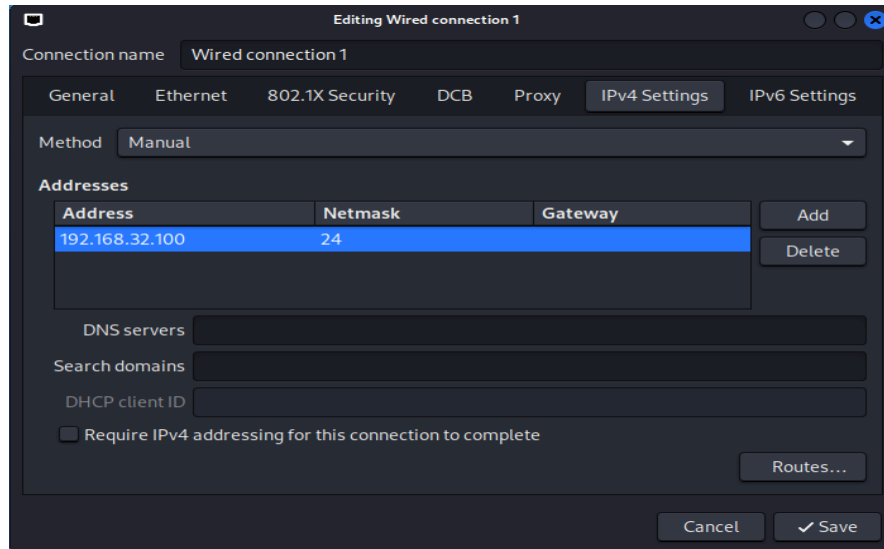 Editing Wired connection 1
Connection name Wired connection 1
General Ethernet 802.1X Security DCB Proxy IPv4 Settings IPv6 Settings
Method Manual
Addresses
Address Netmask Gateway
192.168.32.100 24
Add
Delete
DNS servers
Search domains
DHCP client ID
Require IPv4 addressing for this connection to complete
Routes...
Cancel Save